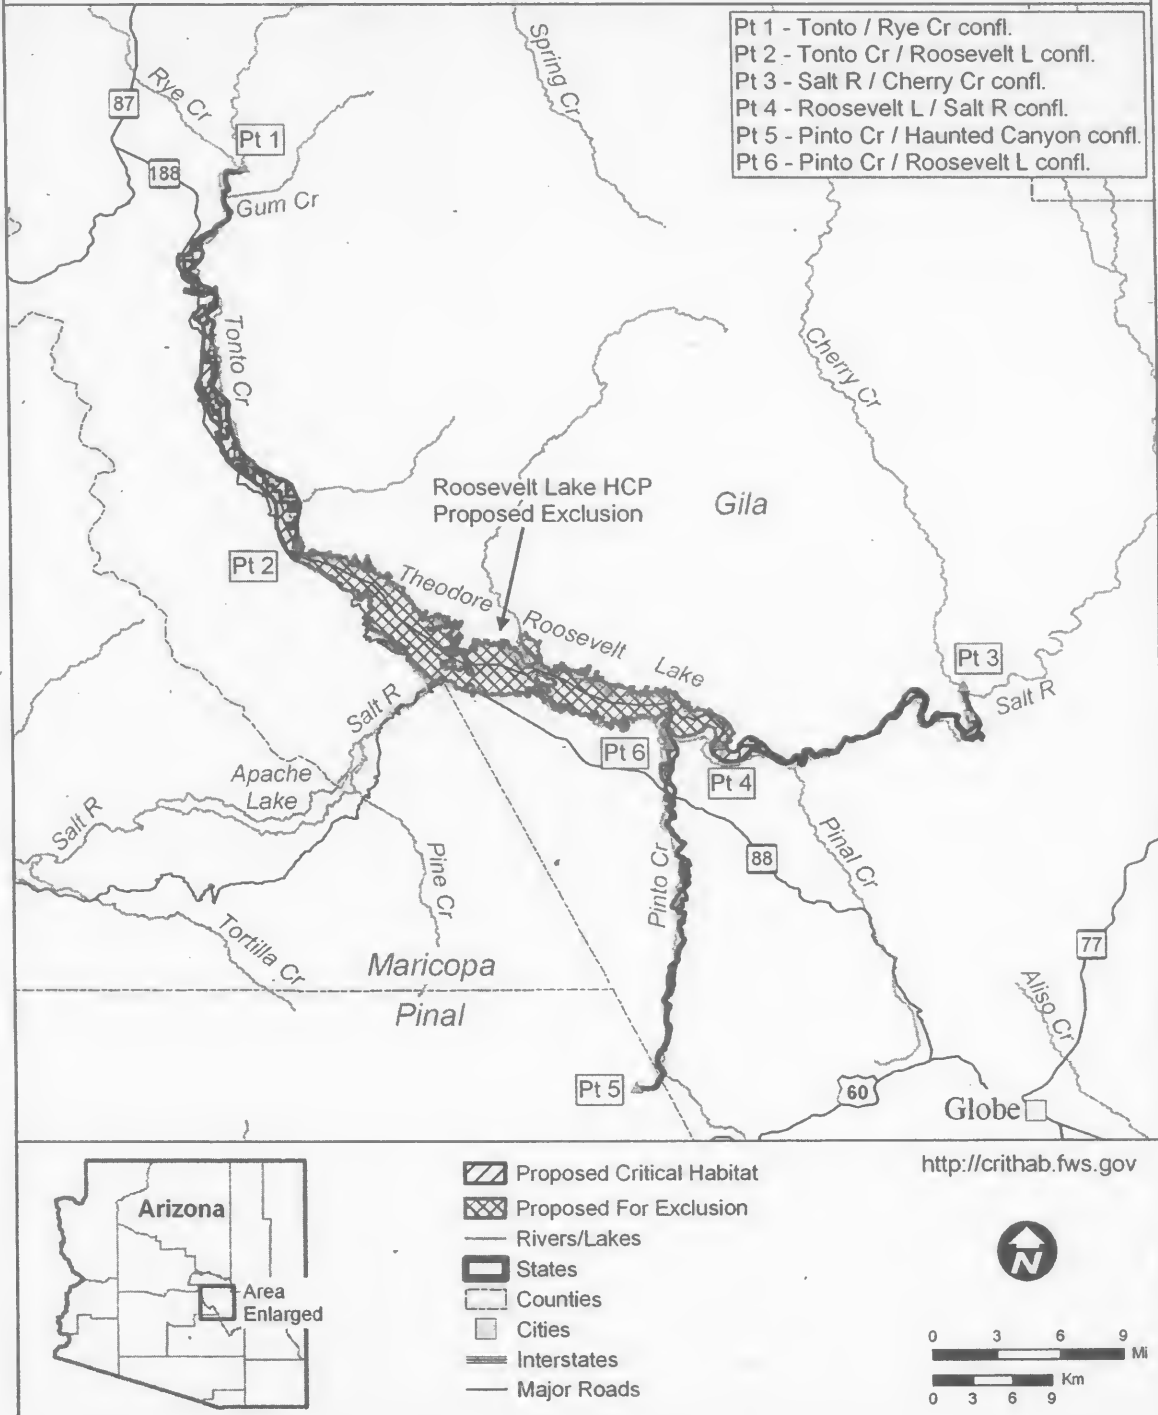 Pt 1 - Tonto / Rye Cr confl.
Pt 2 - Tonto Cr / Roosevelt L confl.
Pt 3 - Salt R / Cherry Cr confl.
Pt 4 - Roosevelt L / Salt R confl.
Pt 5 - Pinto Cr / Haunted Canyon confl.
Pt 6 - Pinto Cr / Roosevelt L confl.
Spring Cr
Rye Cr
87
Pt 1
188
Gum Cr
Tonto Cr
Cherry Cr
Roosevelt Lake HCP
Proposed Exclusion
Gila
Pt 2
Theodore Roosevelt Lake
Pt 3
Salt R
Salt R
Pt 6
Pt 4
Apache
Lake
Salt R
Pine Cr
Pinto Cr
88
Pinal Cr
Tortilla Cr
77
Maricopa
Pinal
Aliso Cr
Pt 5
60
Globe
http://crithab.fws.gov
Arizona
Area
Enlarged
Proposed Critical Habitat
Proposed For Exclusion
Rivers/Lakes
States
Counties
Cities
Interstates
Major Roads
N
0 3 6 9
Mi
Km
0 3 6 9